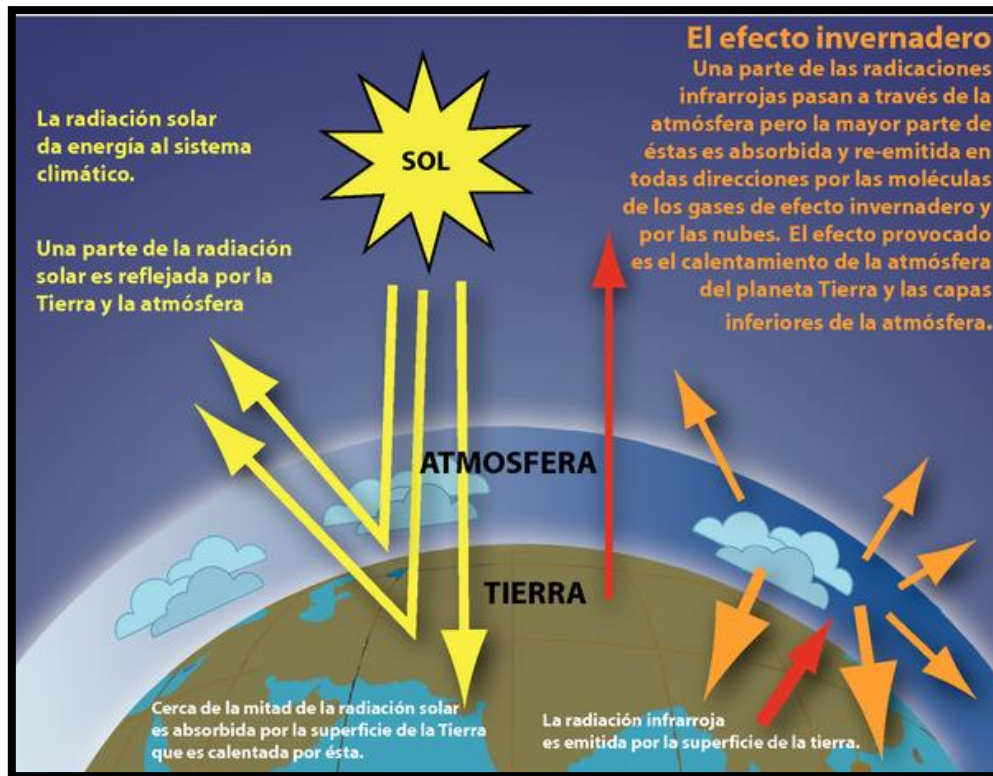 El efecto invernadero
Una parte de las radicaciones
infrarrojas pasan a través de la
atmósfera pero la mayor parte de
éstas es absorbida y re-emitida en
todas direcciones por las moléculas
de los gases de efecto invernadero y
por las nubes. El efecto provocado
es el calentamiento de la atmósfera
del planeta Tierra y las capas
inferiores de la atmósfera.
La radiación solar
da energía al sistema
climático.
SOL
Una parte de la radiación
solar es reflejada por la
Tierra y la atmósfera
ATMOSFERA
TIERRA
Cerca de la mitad de la radiación solar
es absorbida por la superficie de la Tierra
que es calentada por ésta.
La radiación infrarroja
es emitida por la superficie de la tierra.